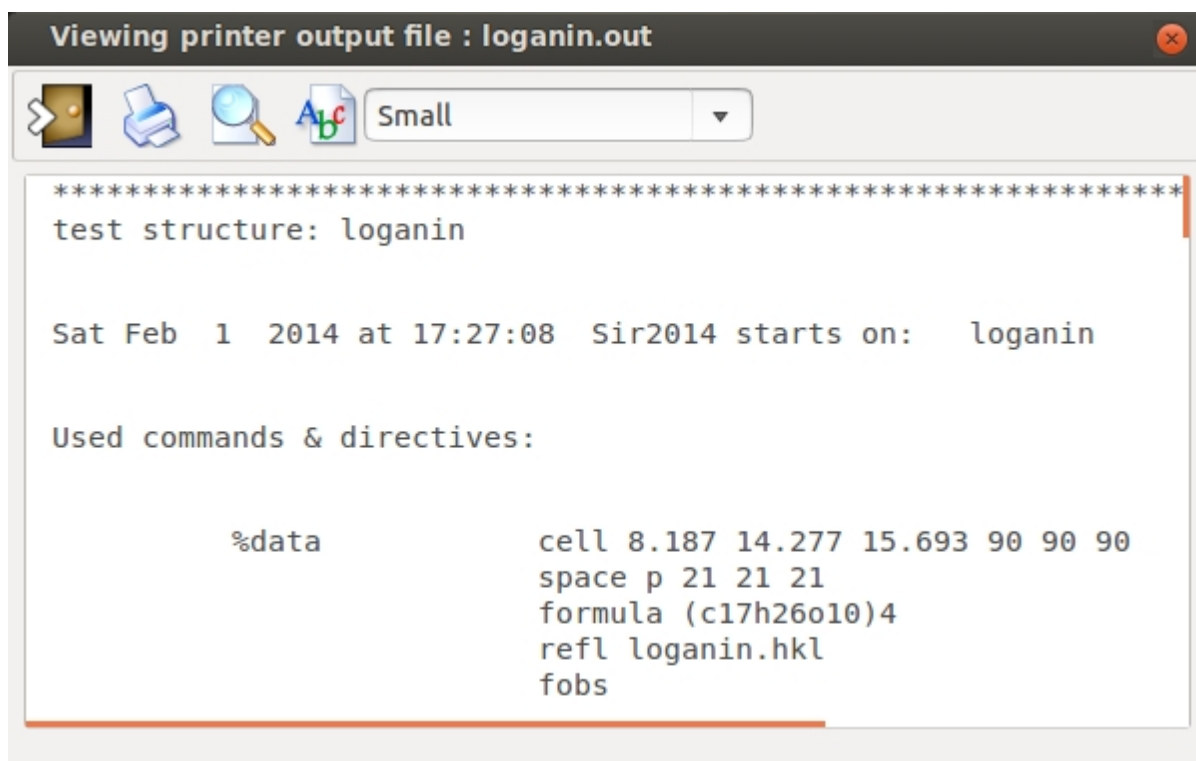 Viewing printer output file : loganin.out
Abc Small
***************************************************************
test structure: loganin
Sat Feb  1  2014 at 17:27:08  Sir2014 starts on:   loganin
Used commands & directives:
%data            cell 8.187 14.277 15.693 90 90 90
space p 21 21 21
formula (c17h26o10)4
refl loganin.hkl
fobs